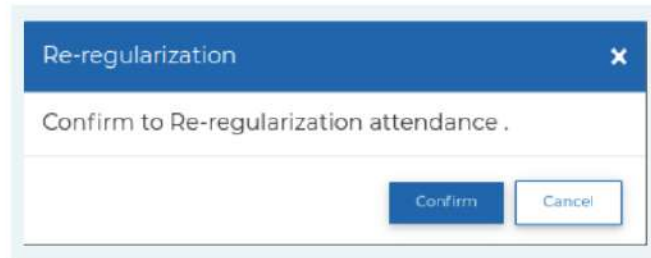 Re-regularization
Confirm to Re-regularization attendance .
Confirm Cancel